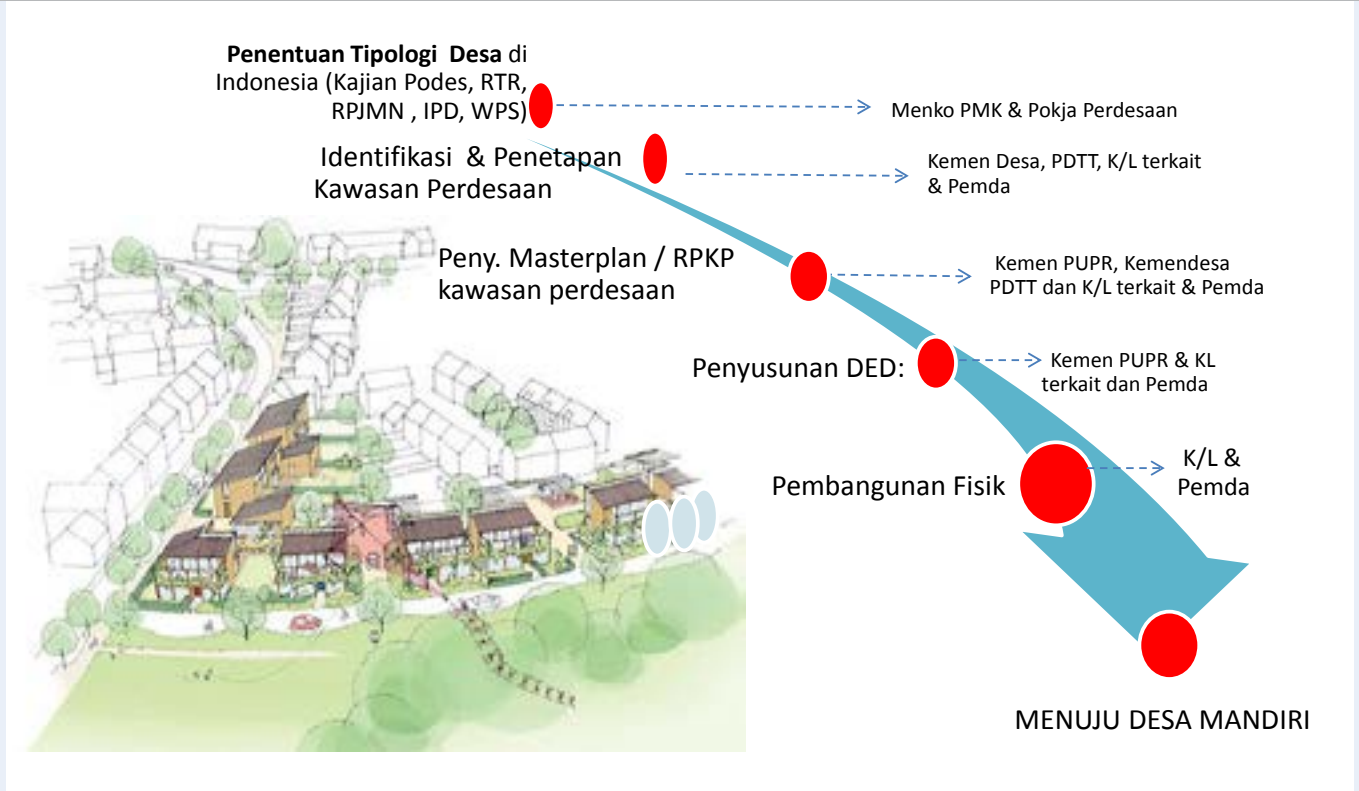 Penentuan Tipologi Desa di
Indonesia (Kajian Podes, RTR,
RPJMN , IPD, WPS)
Menko PMK & Pokja Perdesaan
Identifikasi & Penetapan
Kawasan Perdesaan
Kemen Desa, PDTT, K/L terkait
& Pemda
Peny. Masterplan / RPKP
kawasan perdesaan
Kemen PUPR, Kemendesa
PDTT dan K/L terkait & Pemda
Penyusunan DED:
Kemen PUPR & KL
terkait dan Pemda
Pembangunan Fisik
K/L &
Pemda
MENUJU DESA MANDIRI